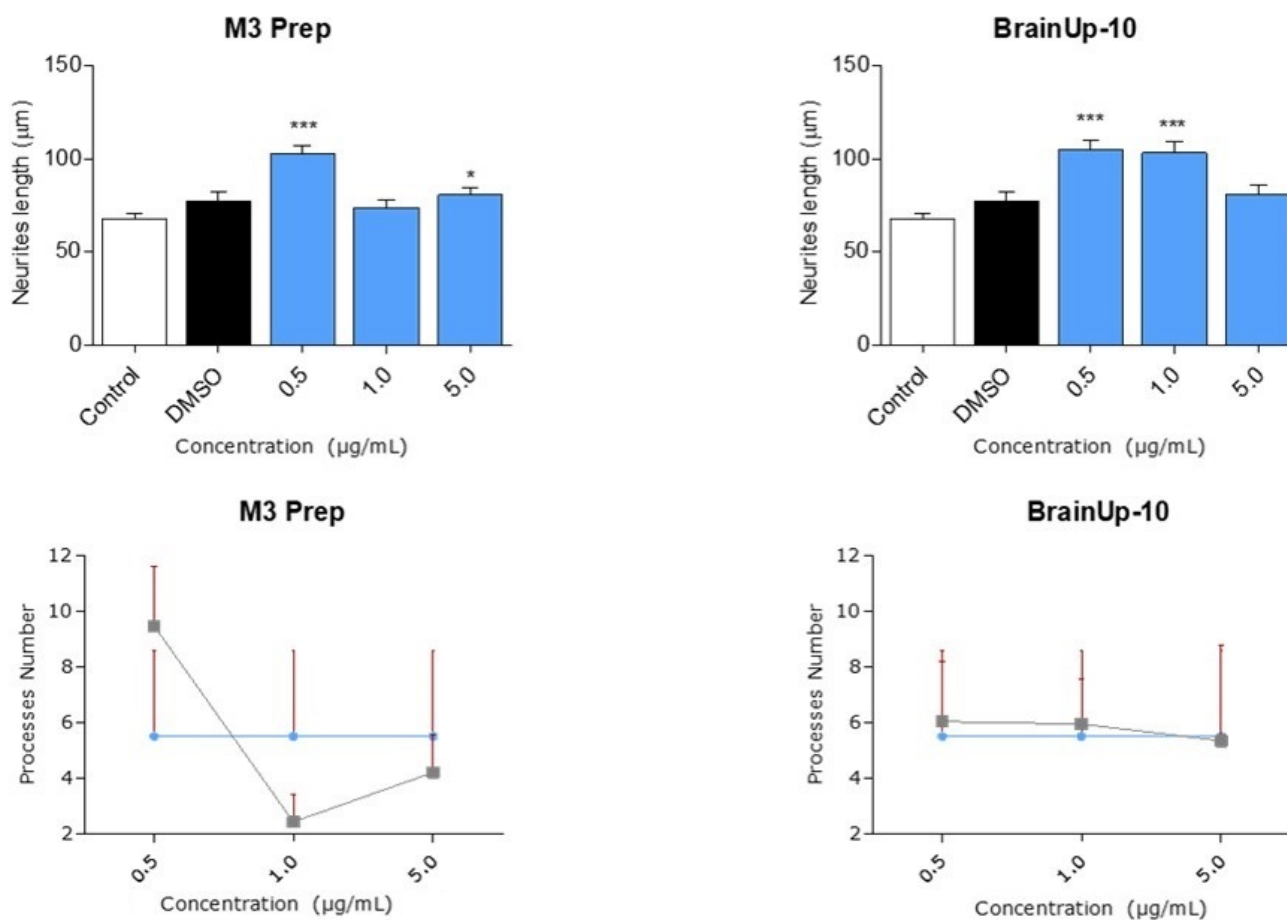 M3 Prep
Neurites length (µm)
150
100
50
0
***
*
Control
DMSO
0.5
1.0
5.0
Concentration (µg/mL)
BrainUp-10
Neurites length (µm)
150
100
50
0
***
***
Control
DMSO
0.5
1.0
5.0
Concentration (µg/mL)
M3 Prep
Processes Number
12
10
8
6
4
2
0.5
1.0
5.0
Concentration (µg/mL)
BrainUp-10
Processes Number
12
10
8
6
4
2
0.5
1.0
5.0
Concentration (µg/mL)